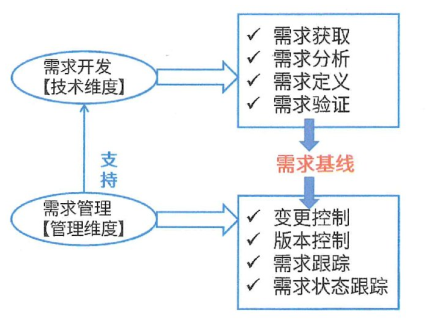 需求开发
【技术维度】
✓ 需求获取
✓ 需求分析
✓ 需求定义
✓ 需求验证
支
持
需求基线
需求管理
【管理维度】
✓ 变更控制
✓ 版本控制
✓ 需求跟踪
✓ 需求状态跟踪